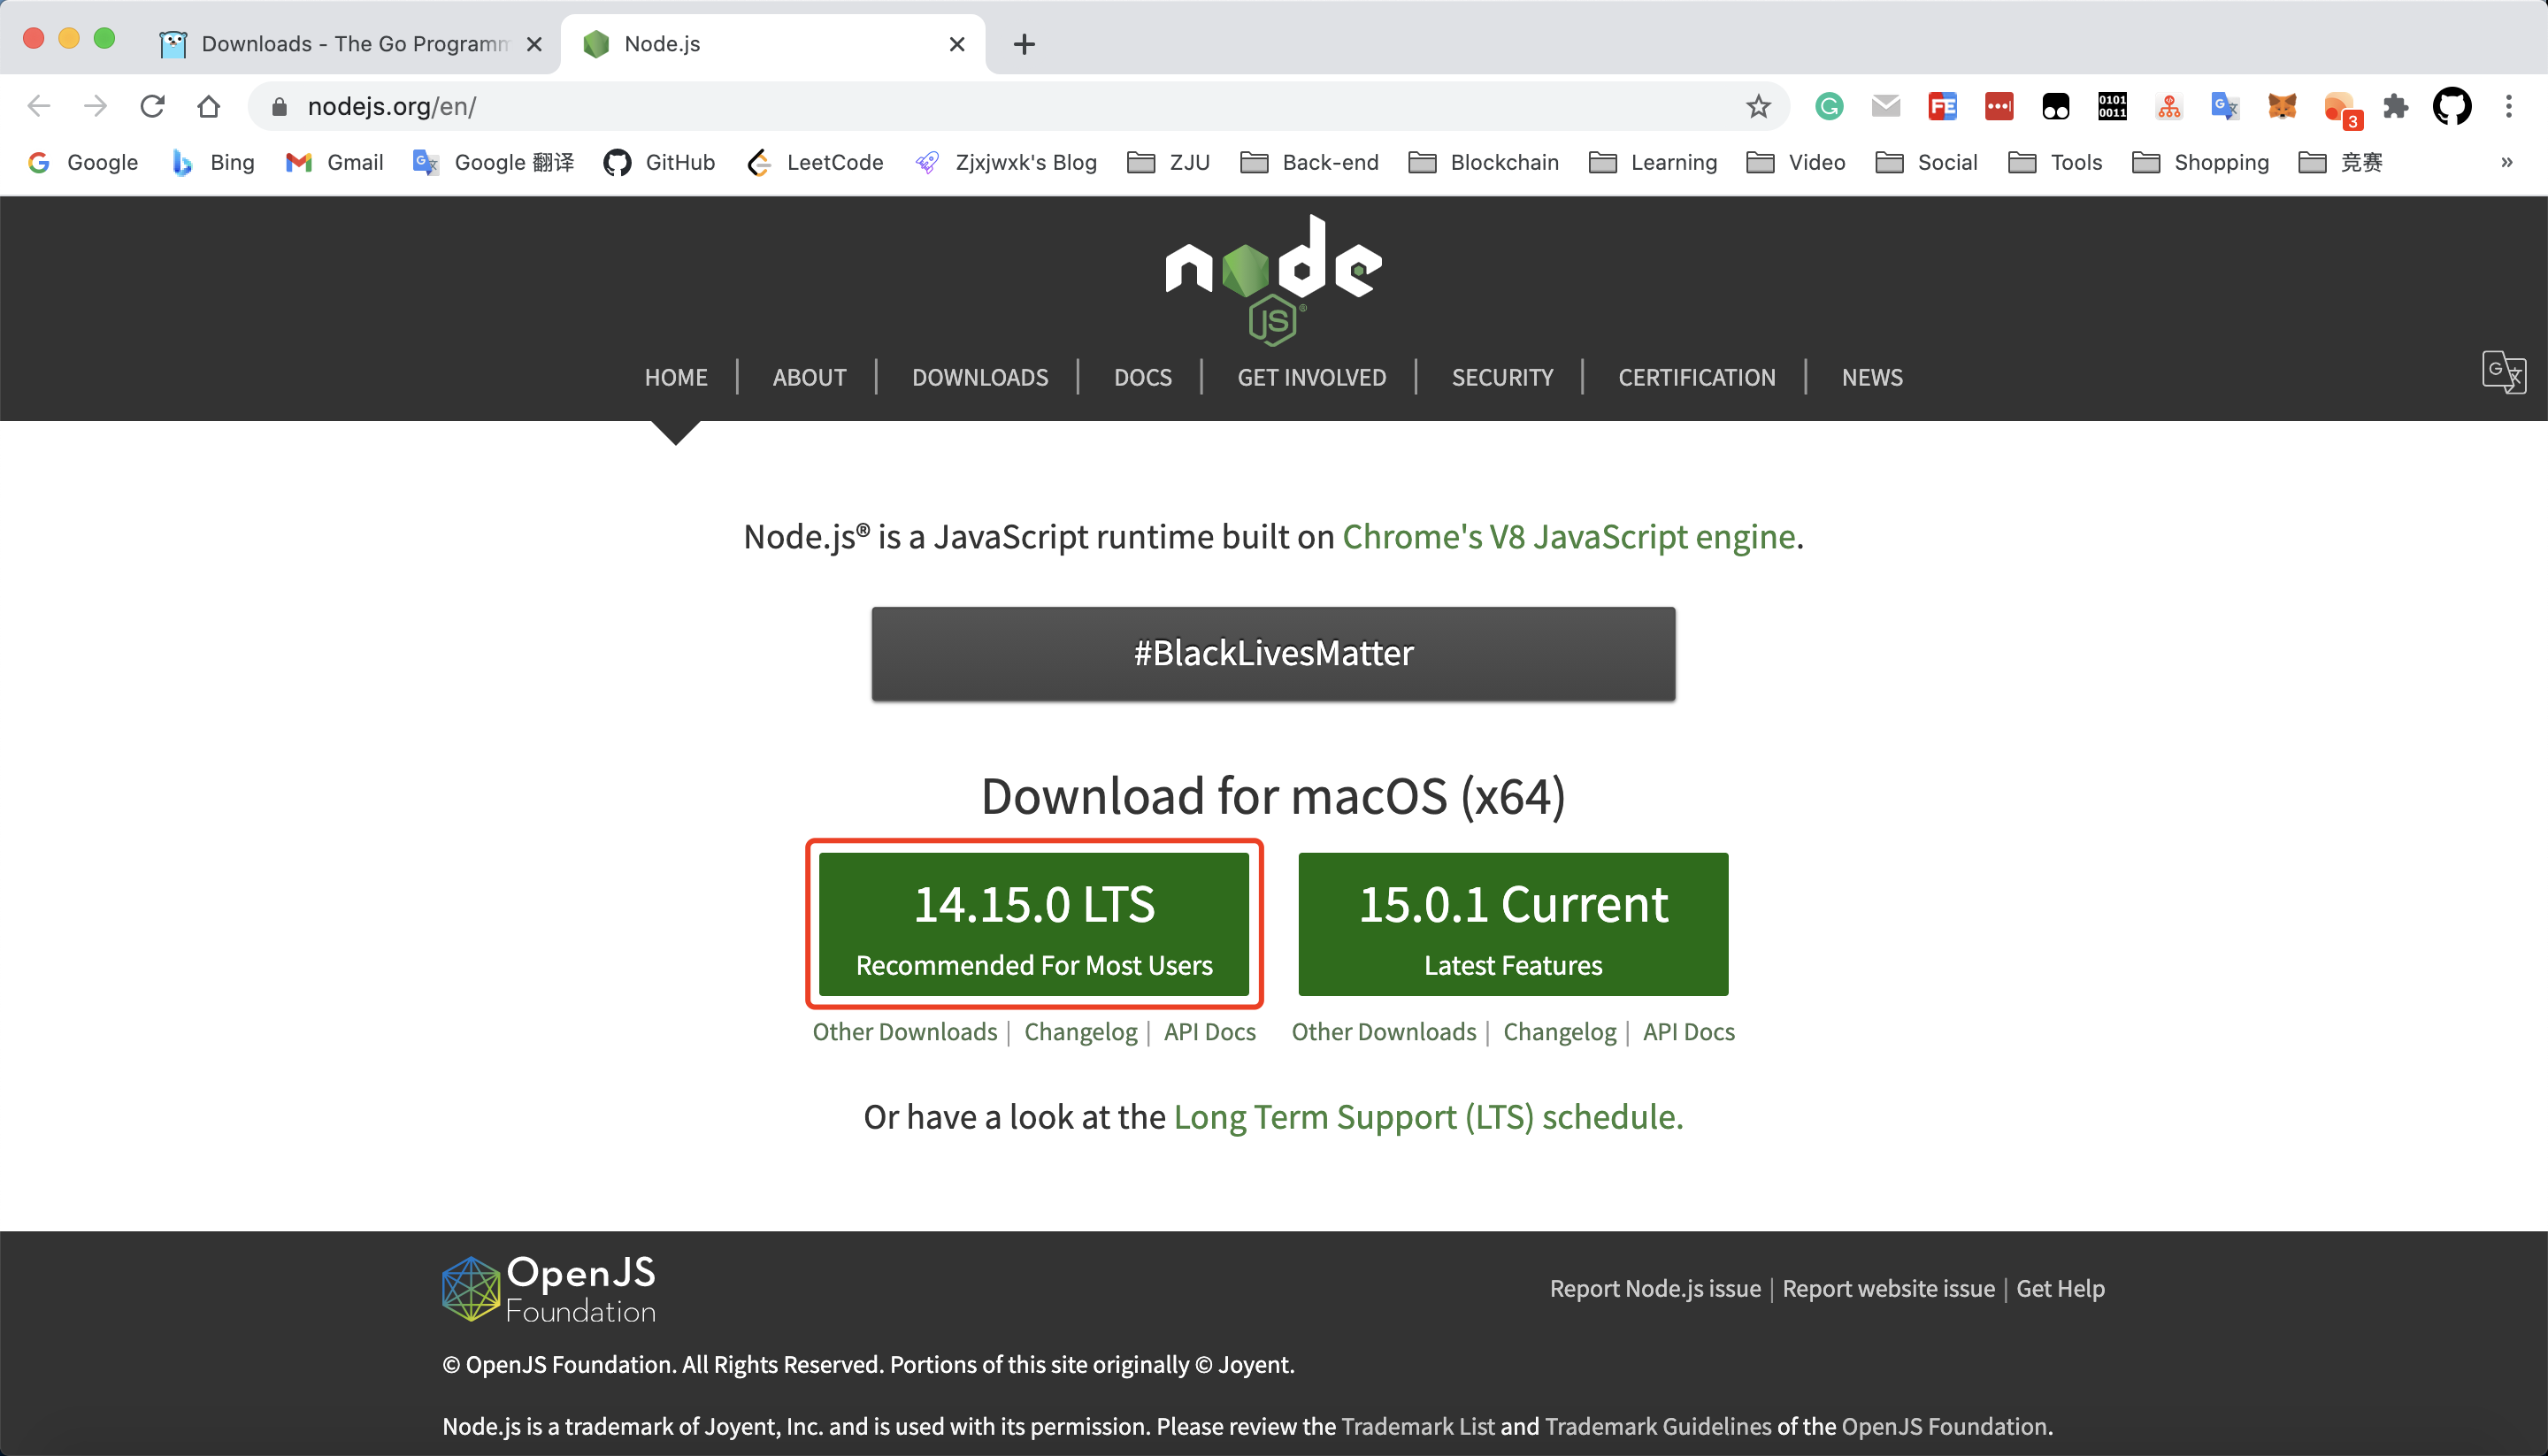 Downloads - The Go Programm
Node.js
nodejs.org/en/
FE
0101
0011
3
Google Bing Gmail Google 翻译 GitHub LeetCode Zjxjwxk's Blog ZJU Back-end Blockchain Learning Video Social Tools Shopping 竞赛 »
node
JS®
HOME | ABOUT | DOWNLOADS | DOCS | GET INVOLVED | SECURITY | CERTIFICATION | NEWS
Node.js® is a JavaScript runtime built on Chrome's V8 JavaScript engine.
#BlackLivesMatter
Download for macOS (x64)
14.15.0 LTS
Recommended For Most Users
15.0.1 Current
Latest Features
Other Downloads | Changelog | API Docs
Other Downloads | Changelog | API Docs
Or have a look at the Long Term Support (LTS) schedule.
OpenJS
Foundation
Report Node.js issue | Report website issue | Get Help
© OpenJS Foundation. All Rights Reserved. Portions of this site originally © Joyent.
Node.js is a trademark of Joyent, Inc. and is used with its permission. Please review the Trademark List and Trademark Guidelines of the OpenJS Foundation.